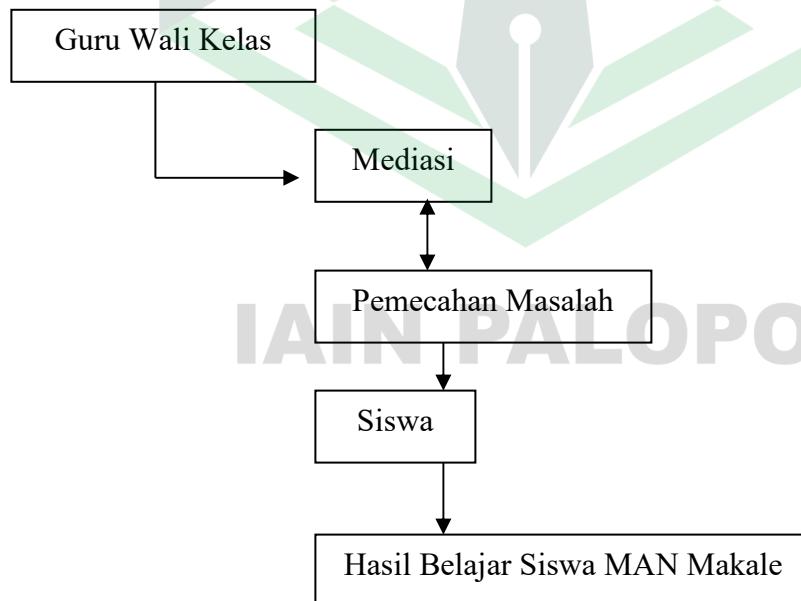 Guru Wali Kelas
Mediasi
Pemecahan Masalah
IAIN PALOPO
Siswa
Hasil Belajar Siswa MAN Makale